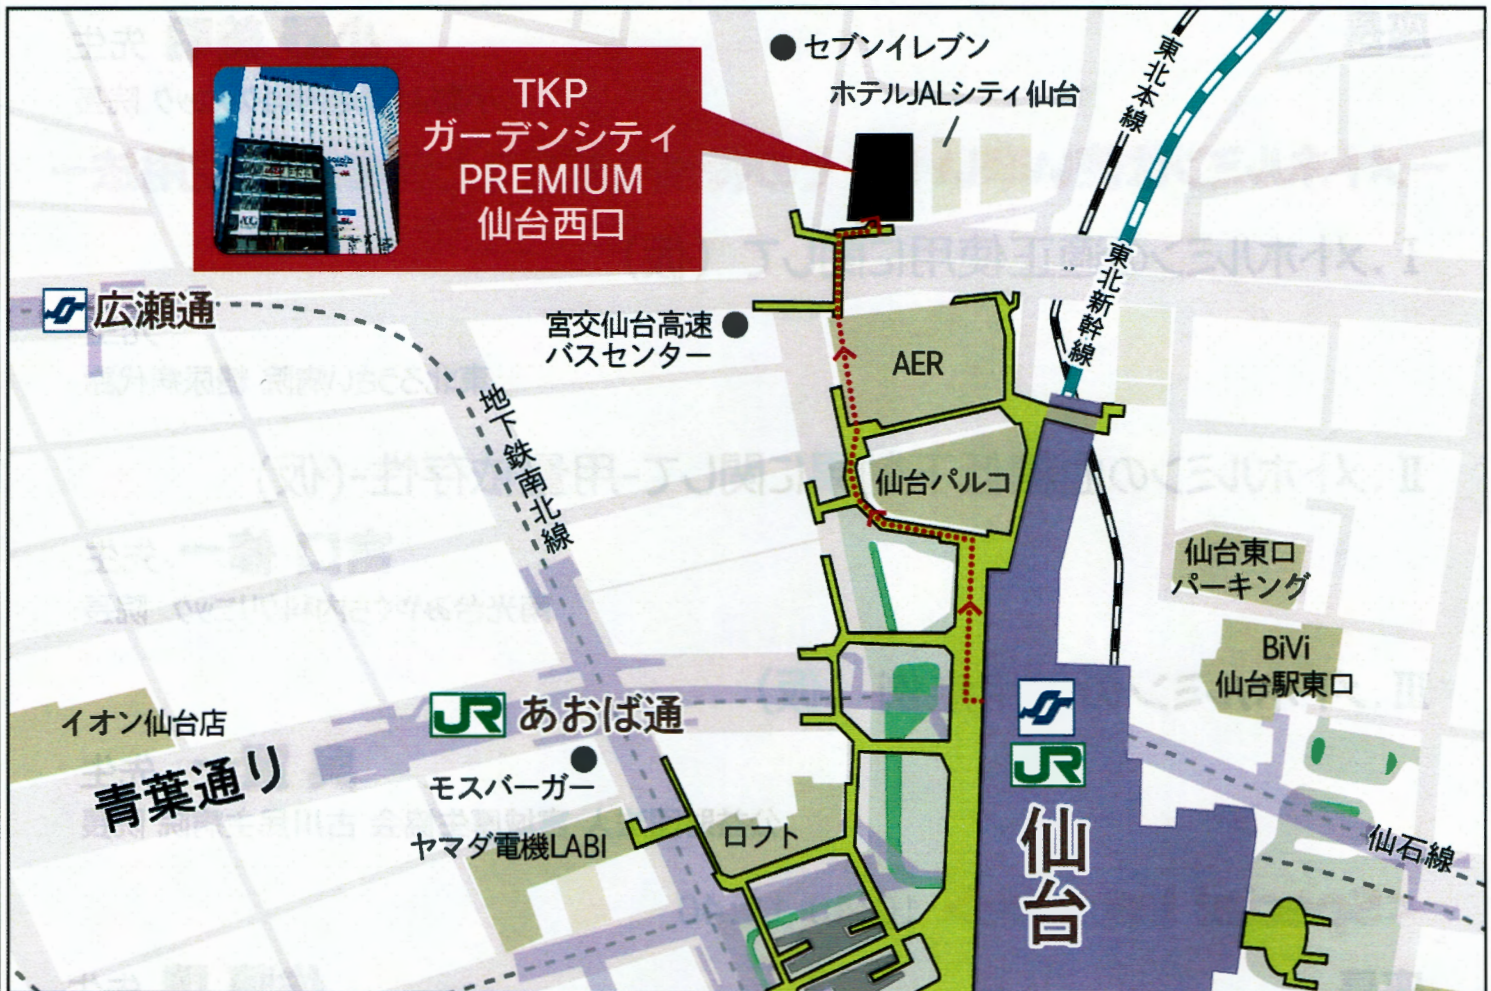 セブンイレブン
ホテルJALシティ仙台
TKP
ガーデンシティ
PREMIUM
仙台西口
東北本線
東北新幹線
広瀬通
宮交仙台高速
バスセンター
AER
地下鉄南北線
仙台パルコ
仙台東口
パーキング
BiVi
仙台駅東口
イオン仙台店
青葉通り
JR あおば通
モスバーガー
ヤマダ電機LABI
ロフト
JR
仙台
仙石線